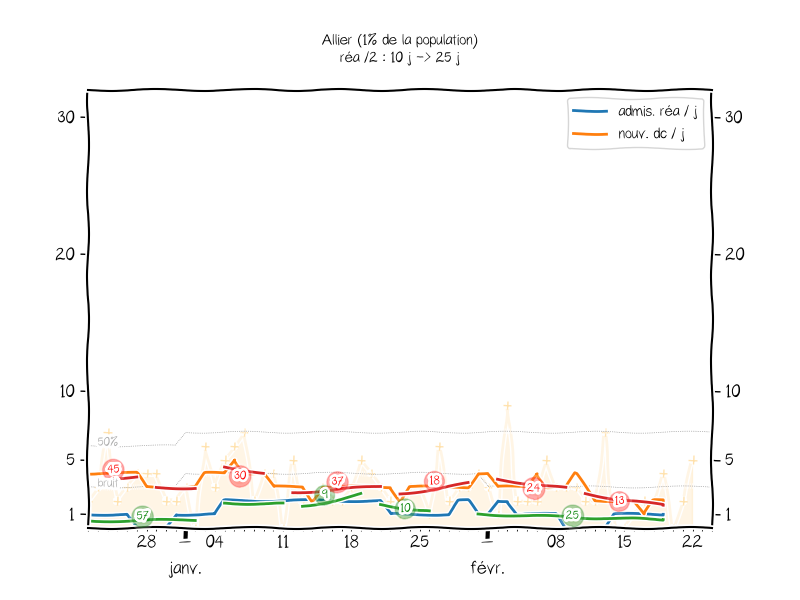 Allier (1% de la population)
réa /2 : 10 j -> 25 j
admis. réa / j
nouv. dc / j
30 30
20 20
10 10
5 5
1 1
50%
bruit
45
57
30
9
37
10
18
24
25
13
28 04 11 18 25 08 15 22
janv. févr.